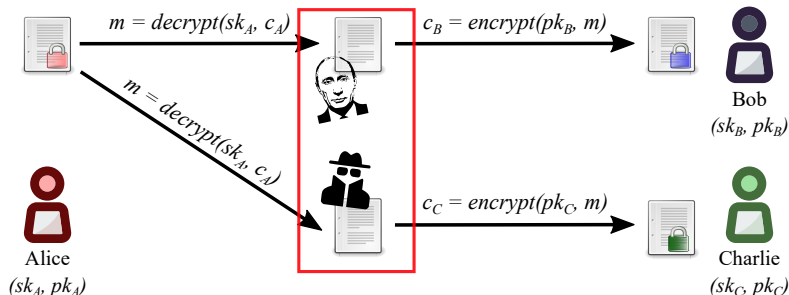 m = decrypt(sk_A, c_A)
c_B = encrypt(pk_B, m)
Bob
(sk_B, pk_B)
m = decrypt(sk_A, c_A)
c_C = encrypt(pk_C, m)
Alice
(sk_A, pk_A)
Charlie
(sk_C, pk_C)